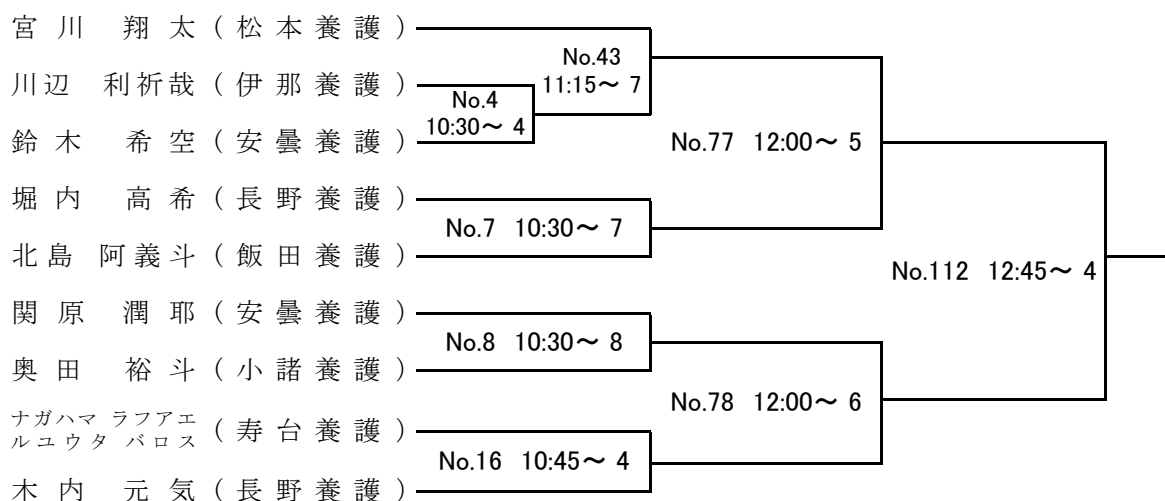 宮川 翔太(松本養護)
No.43
11:15～ 7
川辺 利祈哉(伊那養護)
No.4
10:30～ 4
鈴木 希空(安曇養護)
No.77 12:00～ 5
堀内 高希(長野養護)
No.7 10:30～ 7
北島 阿義斗(飯田養護)
No.112 12:45～ 4
関原 潤耶(安曇養護)
No.8 10:30～ 8
奥田 裕斗(小諸養護)
No.78 12:00～ 6
ナガハマ ラフアエ
ルユウタ バロス(寿台養護)
No.16 10:45～ 4
木内 元気(長野養護)